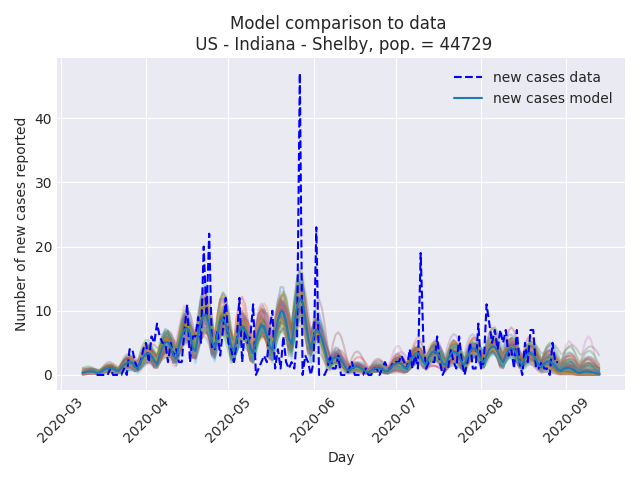 Model comparison to data
US - Indiana - Shelby, pop. = 44729
new cases data
new cases model
Number of new cases reported
40
30
20
10
0
2020-03
2020-04
2020-05
2020-06
2020-07
2020-08
2020-09
Day